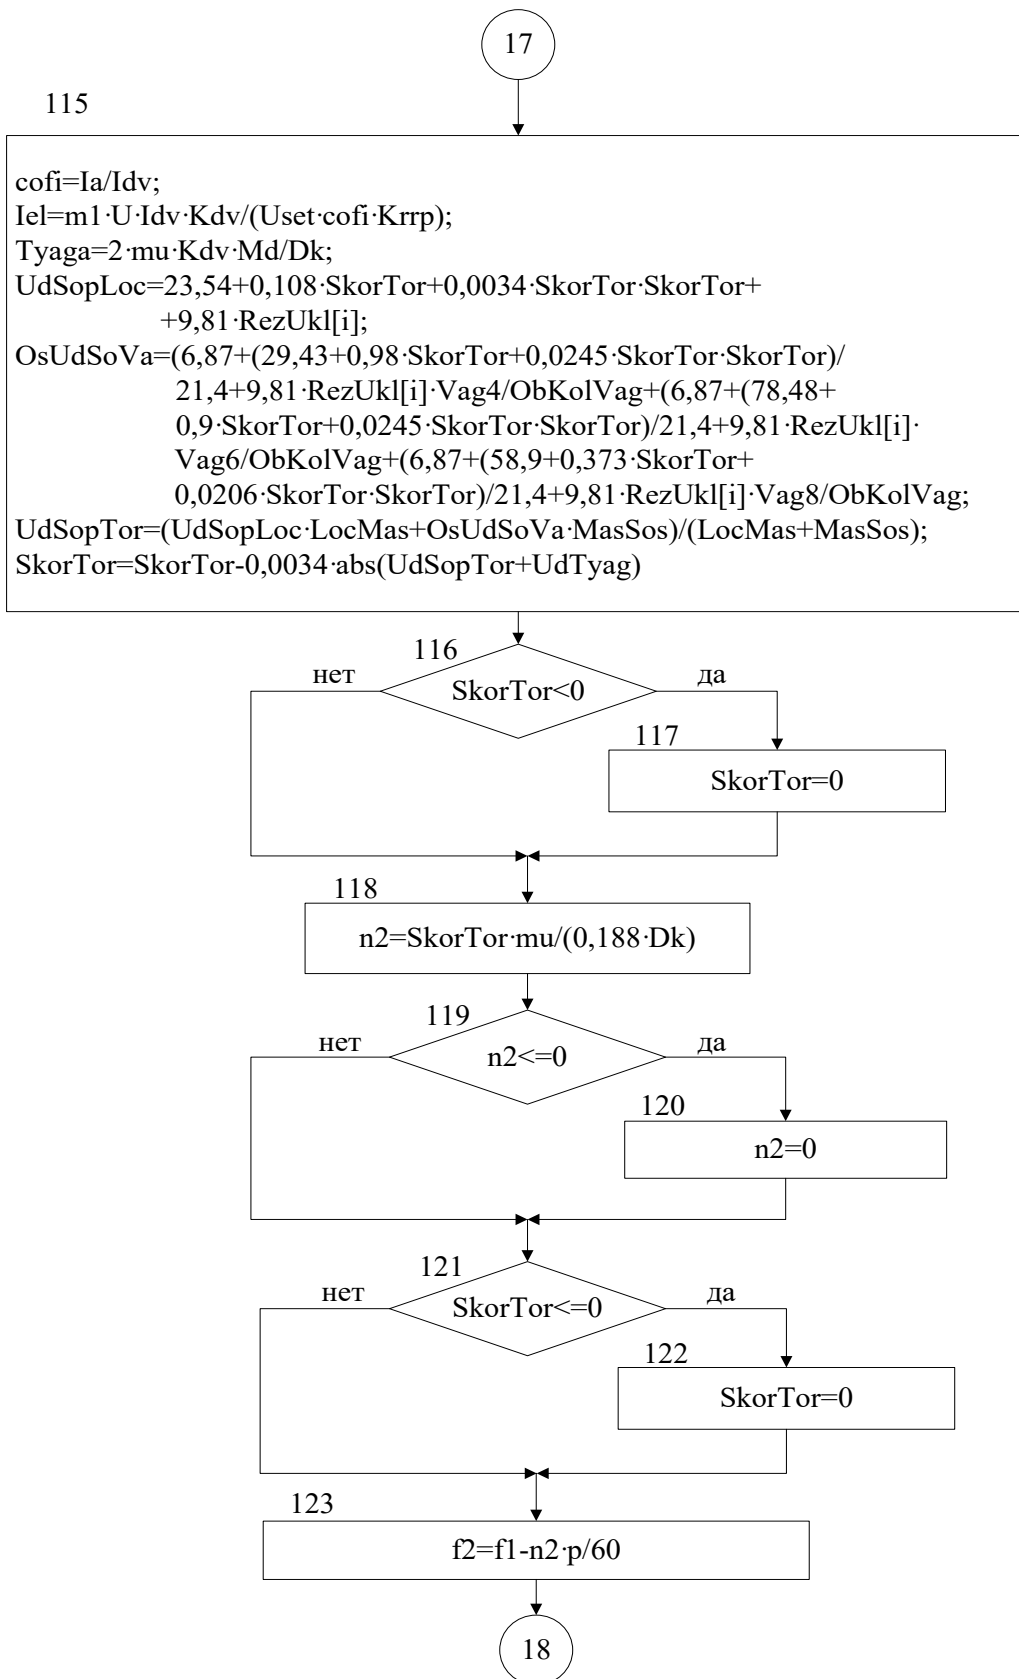 17
115
cofi=Ia/Idv;
Iel=m1·U·Idv·Kdv/(Uset·cofi·Krrp);
Tyaga=2·mu·Kdv·Md/Dk;
UdSopLoc=23,54+0,108·SkorTor+0,0034·SkorTor·SkorTor+
+9,81·RezUkl[i];
OsUdSoVa=(6,87+(29,43+0,98·SkorTor+0,0245·SkorTor·SkorTor)/
21,4+9,81·RezUkl[i]·Vag4/ObKolVag+(6,87+(78,48+
0,9·SkorTor+0,0245·SkorTor·SkorTor)/21,4+9,81·RezUkl[i]·
Vag6/ObKolVag+(6,87+(58,9+0,373·SkorTor+
0,0206·SkorTor·SkorTor)/21,4+9,81·RezUkl[i]·Vag8/ObKolVag;
UdSopTor=(UdSopLoc·LocMas+OsUdSoVa·MasSos)/(LocMas+MasSos);
SkorTor=SkorTor-0,0034·abs(UdSopTor+UdTyag)
116
нет
SkorTor<0
да
117
SkorTor=0
118
n2=SkorTor·mu/(0,188·Dk)
119
нет
n2<=0
да
120
n2=0
121
нет
SkorTor<=0
да
122
SkorTor=0
123
f2=f1-n2·p/60
18